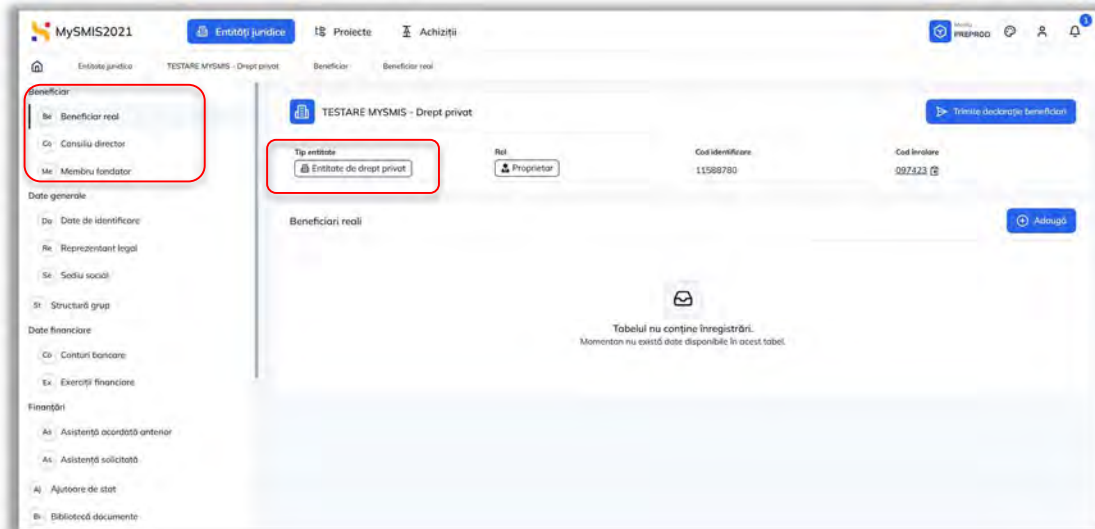 MySMIS2021
Entități juridice
Proiecte
Achiziții
Mediu
PREPROD
1
Entitate juridica
TESTARE MYSMIS - Drept privat
Beneficiar
Beneficiar real
Beneficiar
Be Beneficiar real
Co Consiliu director
Me Membru fondator
Date generale
Da Date de identificare
Re Reprezentant legal
Se Sediu social
St Structură grup
Date financiare
Co Conturi bancare
Ex Exerciții financiare
Finanțări
As Asistență acordată anterior
As Asistență solicitată
Aj Ajutoare de stat
Bi Bibliotecă documente
TESTARE MYSMIS - Drept privat
Trimite declarație beneficiari
Tip entitate
Rol
Cod identificare
Cod înrolare
Entitate de drept privat
Proprietar
11588780
097423
Beneficiari reali
Adaugă
Tabelul nu conține înregistrări.
Momentan nu există date disponibile în acest tabel.